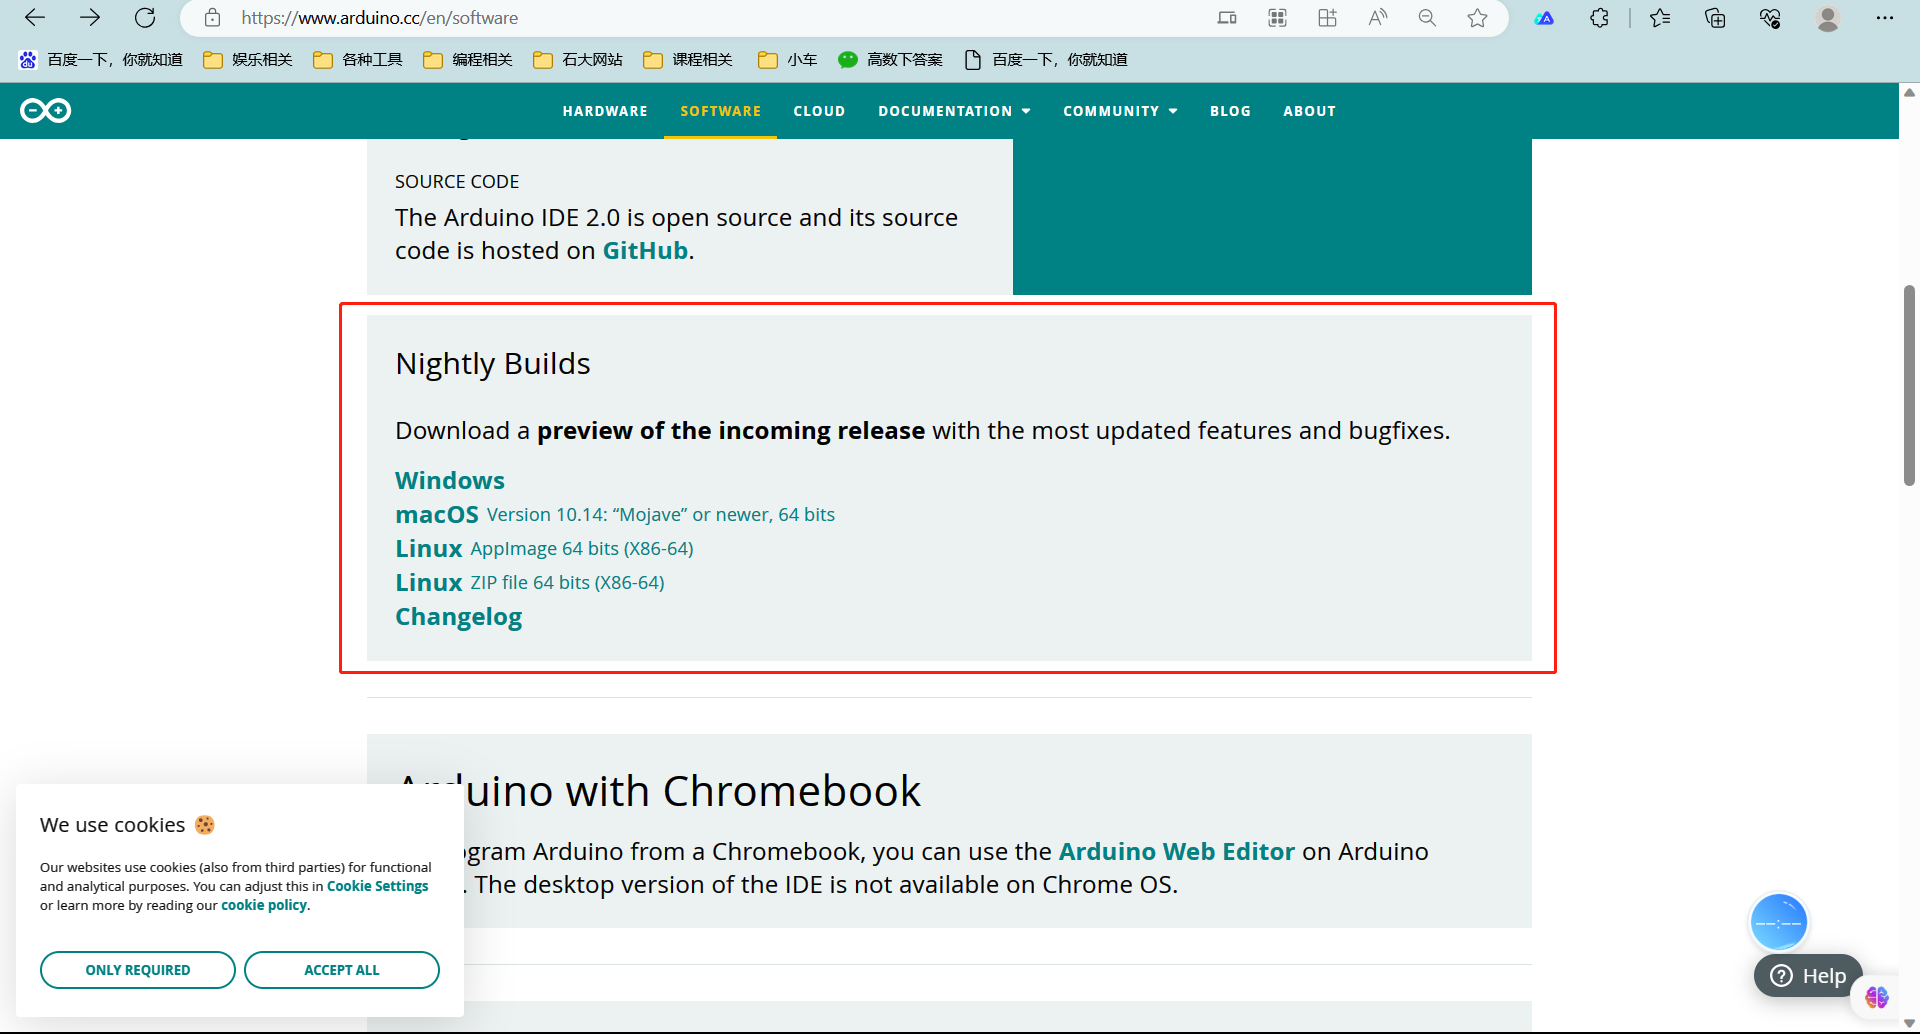 https://www.arduino.cc/en/software
百度一下，你就知道 娱乐相关 各种工具 编程相关 石大网站 课程相关 小车 高数下答案 百度一下，你就知道
HARDWARE SOFTWARE CLOUD DOCUMENTATION COMMUNITY BLOG ABOUT
SOURCE CODE
The Arduino IDE 2.0 is open source and its source
code is hosted on GitHub.
Nightly Builds
Download a preview of the incoming release with the most updated features and bugfixes.
Windows
macOS Version 10.14: “Mojave” or newer, 64 bits
Linux AppImage 64 bits (X86-64)
Linux ZIP file 64 bits (X86-64)
Changelog
Arduino with Chromebook
gram Arduino from a Chromebook, you can use the Arduino Web Editor on Arduino
. The desktop version of the IDE is not available on Chrome OS.
We use cookies
Our websites use cookies (also from third parties) for functional
and analytical purposes. You can adjust this in Cookie Settings
or learn more by reading our cookie policy.
ONLY REQUIRED ACCEPT ALL
--:--
Help